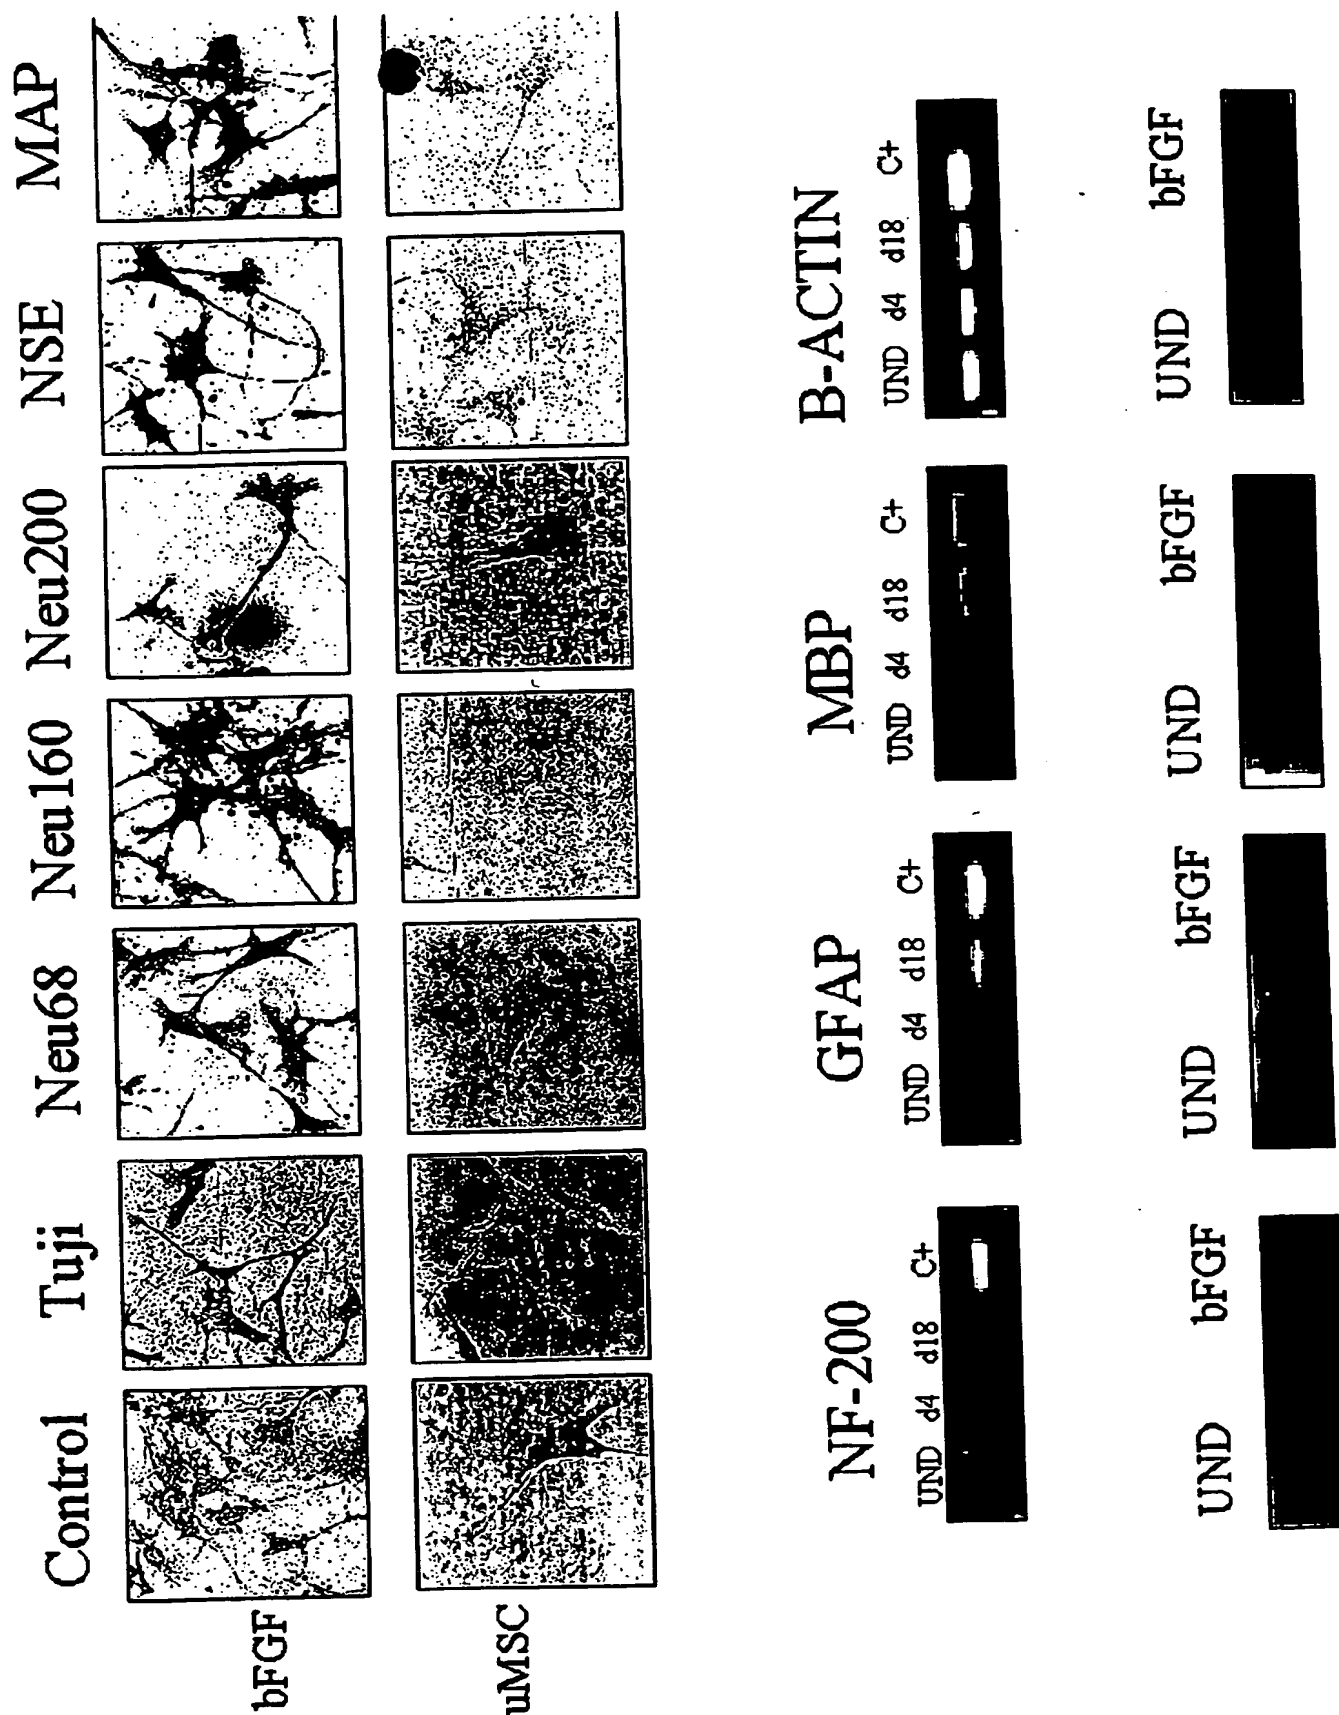 Control Tuji Neu68 Neu160 Neu200 NSE MAP
bFGF
uMSC
NF-200 GFAP MBP B-ACTIN
UND d4 d18 C+ UND d4 d18 C+ UND d4 d18 C+ UND d4 d18 C+
UND bFGF UND bFGF UND bFGF UND bFGF